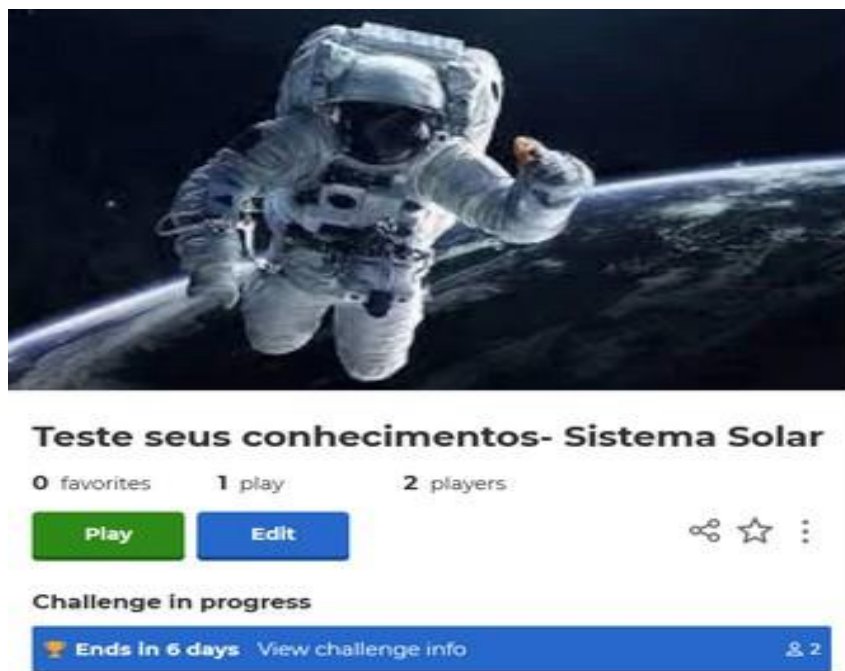 Teste seus conhecimentos- Sistema Solar
0 favorites 1 play 2 players
Play Edit
Challenge in progress
Ends in 6 days View challenge info 2